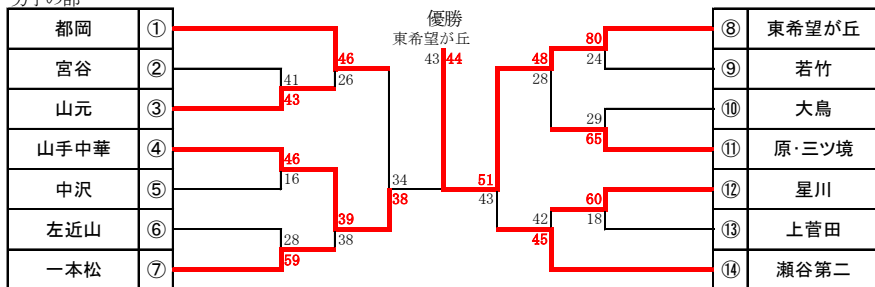 男子の部
優勝
東希望が丘
43 44
都岡 ①
宮谷 ②
山元 ③
山手中華 ④
中沢 ⑤
左近山 ⑥
一本松 ⑦
41
43
46
26
46
16
28
59
39
38
34
38
51
43
48
28
80
24
29
65
60
18
42
45
⑧ 東希望が丘
⑨ 若竹
⑩ 大鳥
⑪ 原・三ツ境
⑫ 星川
⑬ 上菅田
⑭ 瀬谷第二